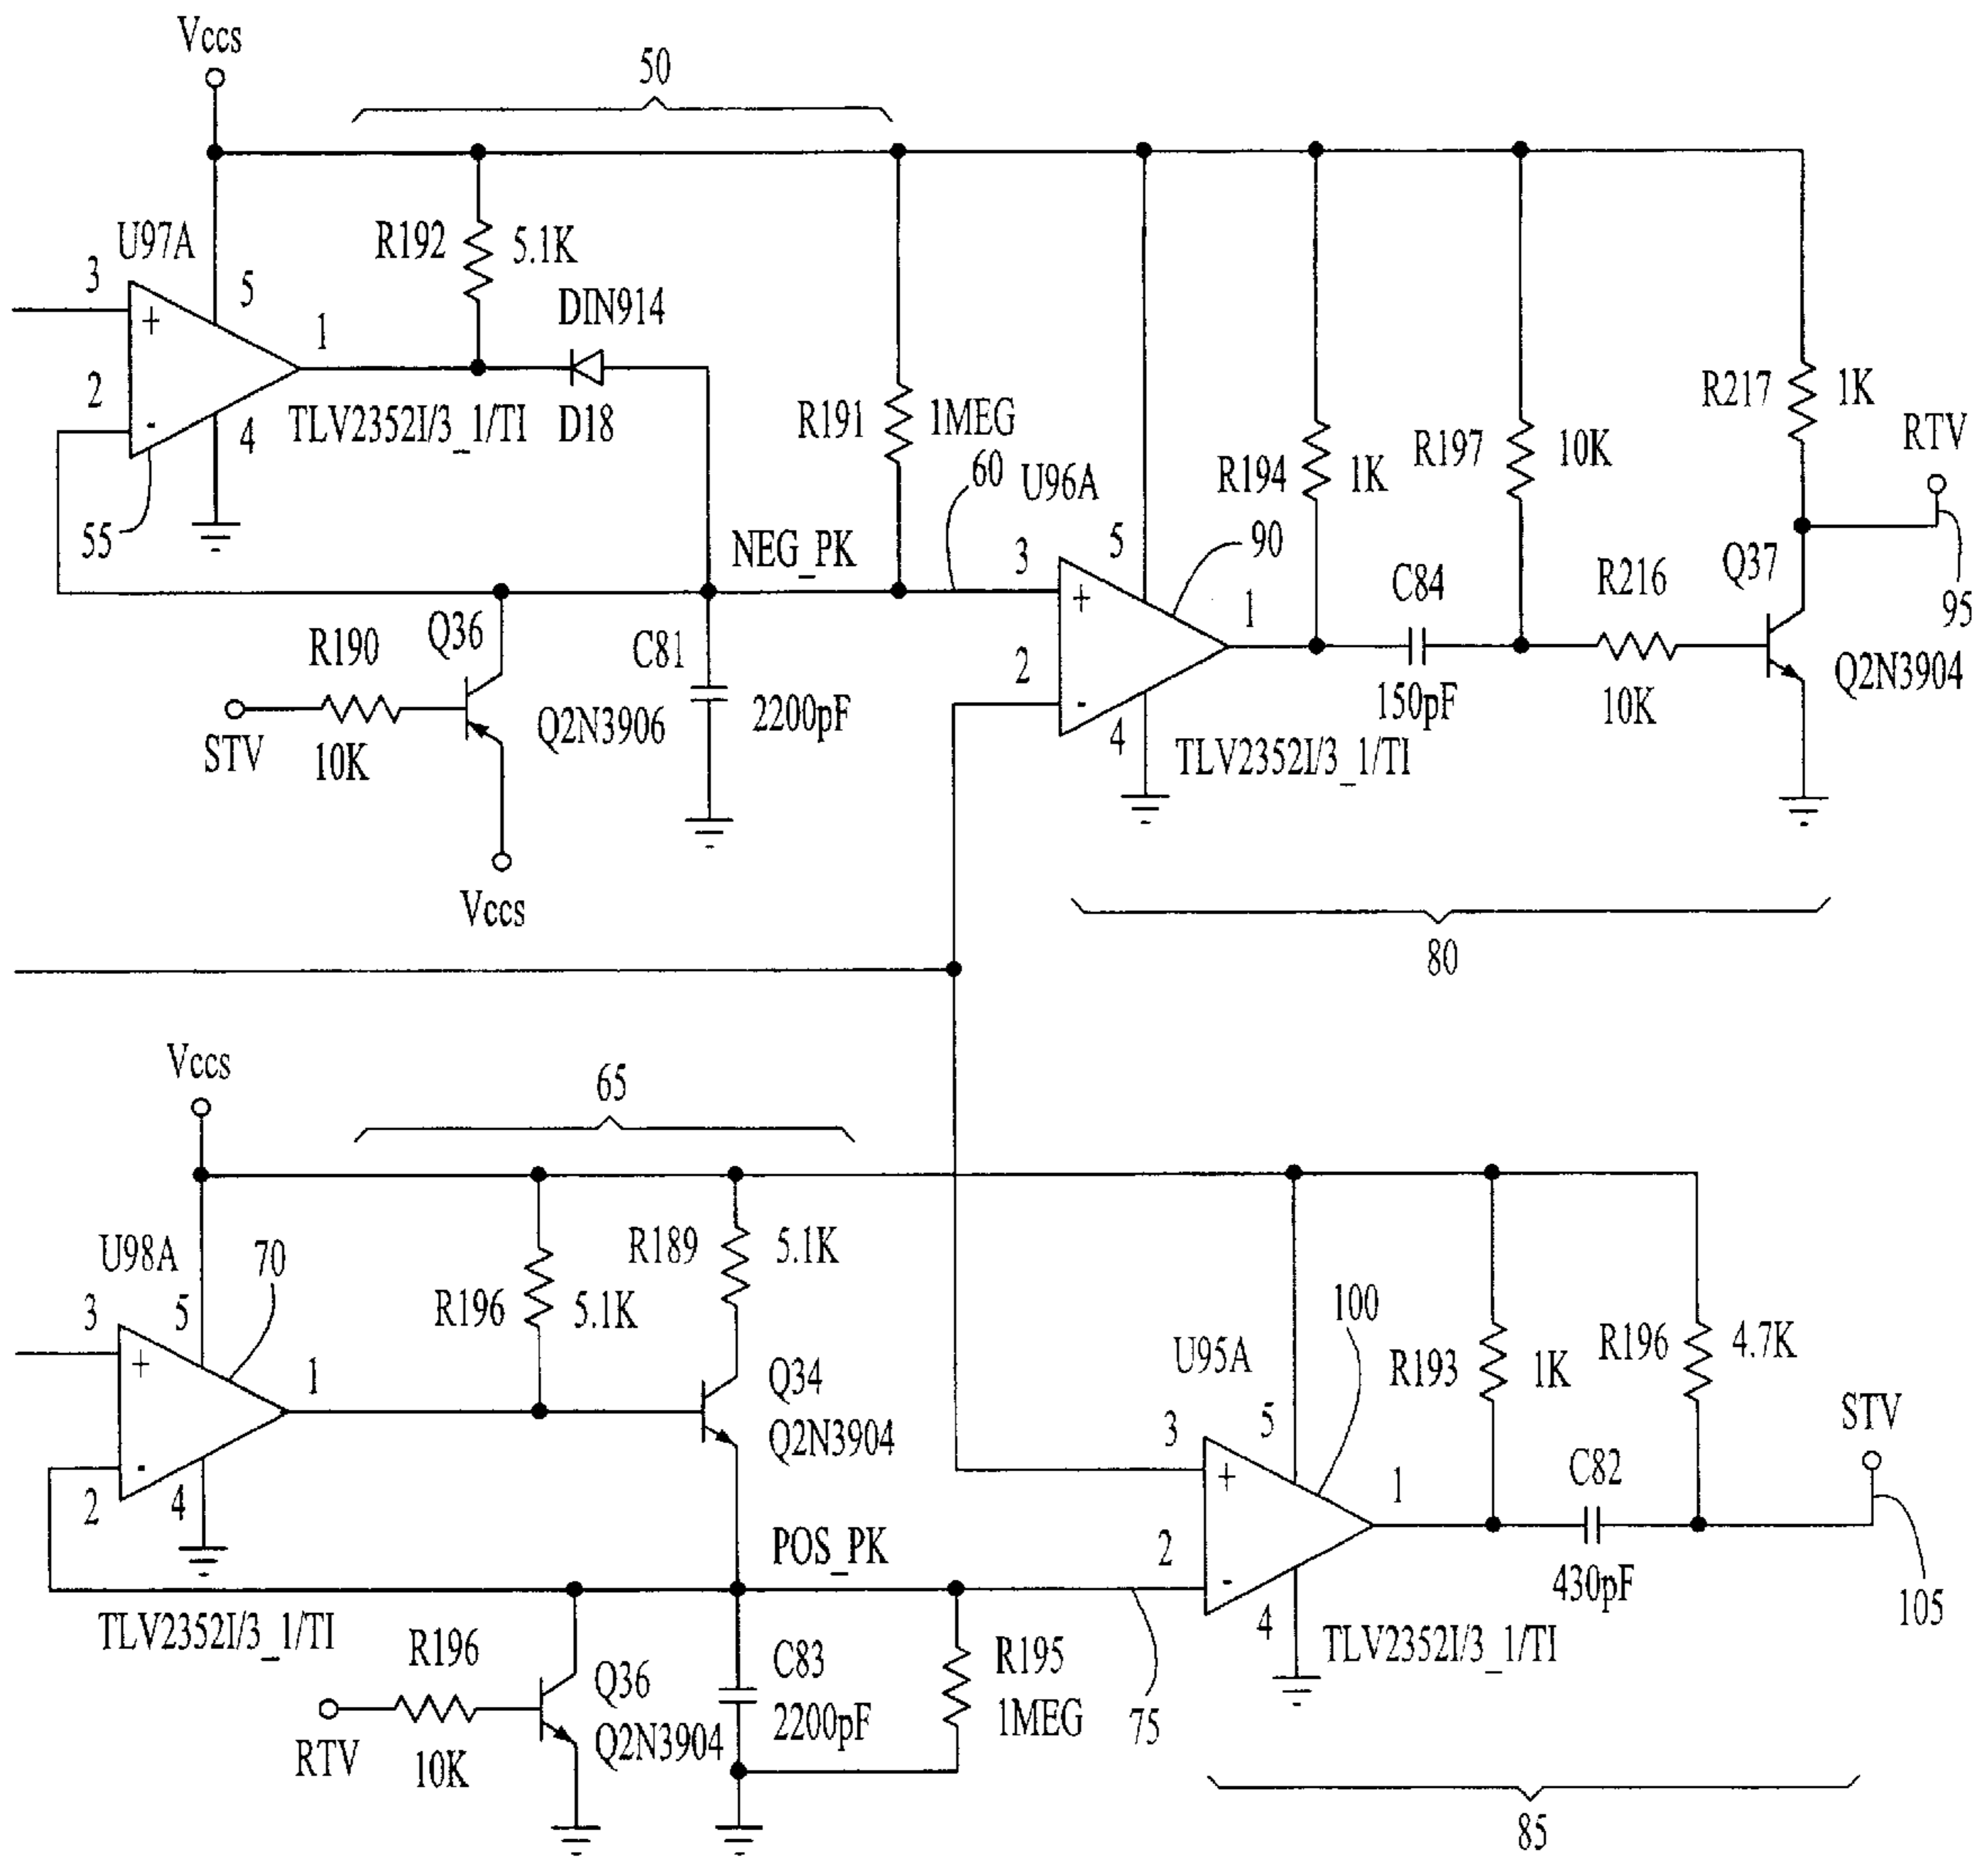 Vccs
50
U97A
R192
5.1K
3
+
5
1
DIN914
2
-
4
TLV2352I/3_1/TI
D18
R191
1MEG
R194
1K
R197
10K
R217
1K
RTV
55
60
U96A
NEG_PK
3
+
5
90
1
C84
R216
Q37
95
Q36
R190
C81
2
-
4
150pF
10K
Q2N3904
STV
10K
Q2N3906
2200pF
TLV2352I/3_1/TI
Vccs
80
Vccs
65
U98A
70
R189
5.1K
R196
5.1K
3
+
5
1
Q34
Q2N3904
2
-
4
U95A
100
R193
1K
R196
4.7K
STV
3
+
5
1
C82
POS_PK
2
-
4
430pF
105
TLV2352I/3_1/TI
TLV2352I/3_1/TI
R196
Q36
C83
R195
RTV
10K
Q2N3904
2200pF
1MEG
75
85